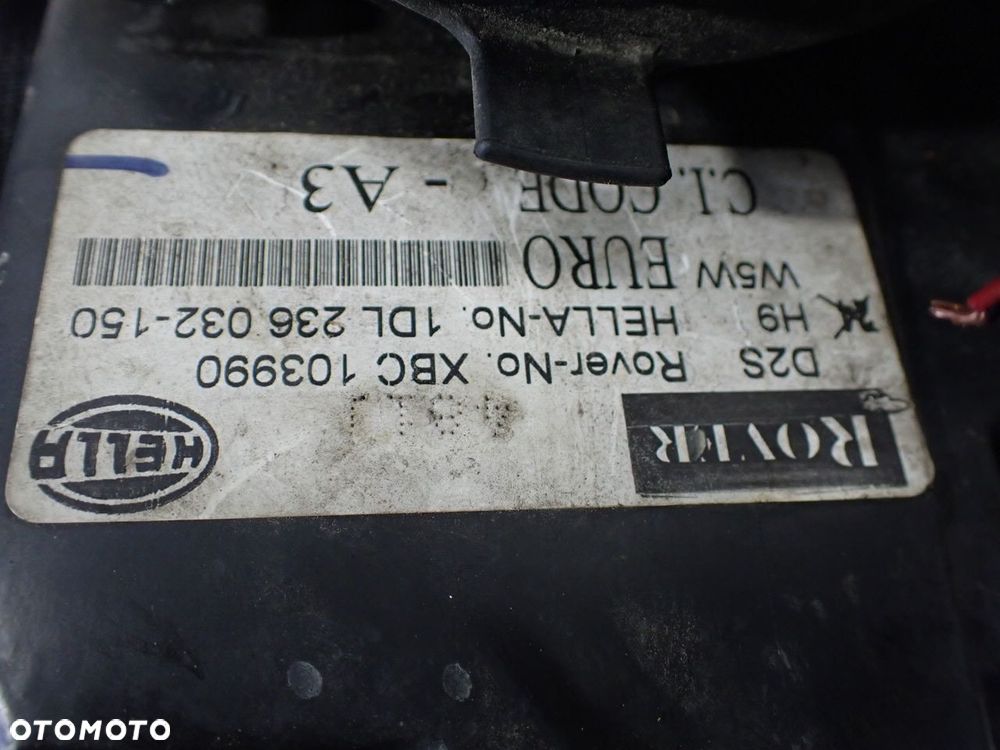 ROVER
HELLA
D2S Rover-No. XBC 103990
H9 HELLA-No. 1DL 236 032-150
W5W EURO
C.I. CODE - A3
OTOMOTO